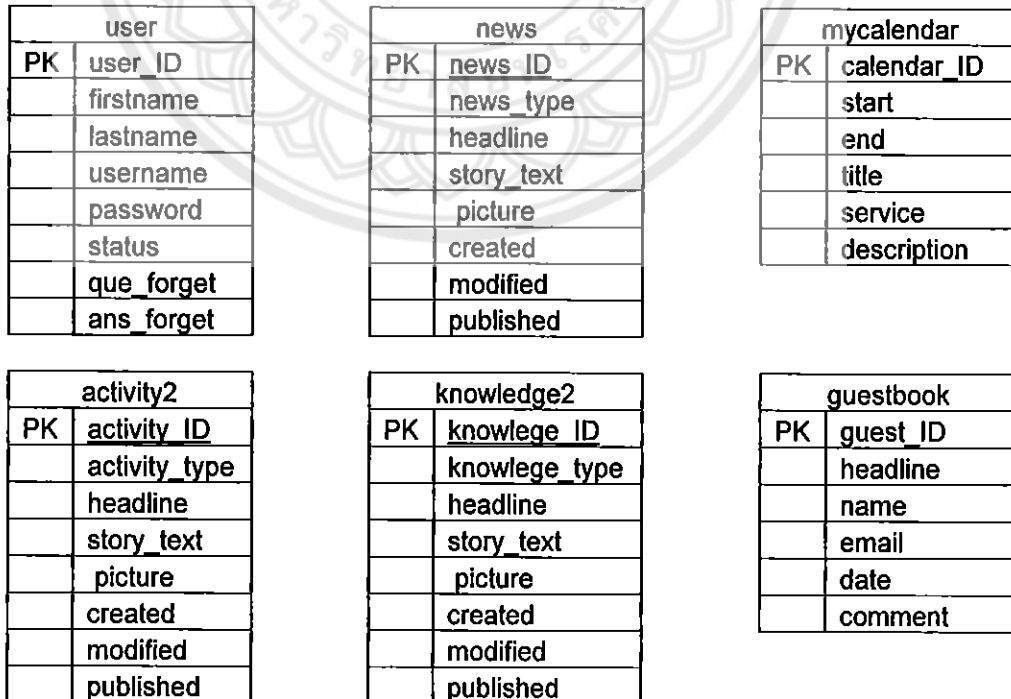 user
PK user_ID
firstname
lastname
username
password
status
que_forget
ans_forget
news
PK news_ID
news_type
headline
story_text
picture
created
modified
published
mycalendar
PK calendar_ID
start
end
title
service
description
activity2
PK activity_ID
activity_type
headline
story_text
picture
created
modified
published
knowledge2
PK knowlege_ID
knowlege_type
headline
story_text
picture
created
modified
published
guestbook
PK guest_ID
headline
name
email
date
comment